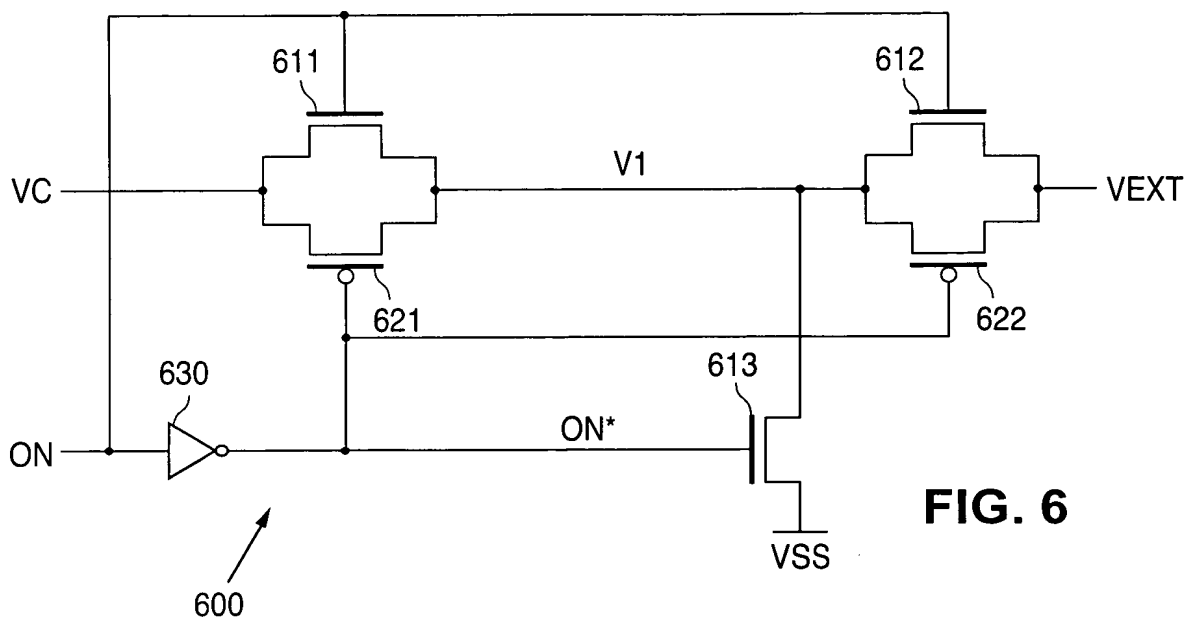 611
612
VC
V1
VEXT
621
622
630
613
ON
ON*
FIG. 6
VSS
600